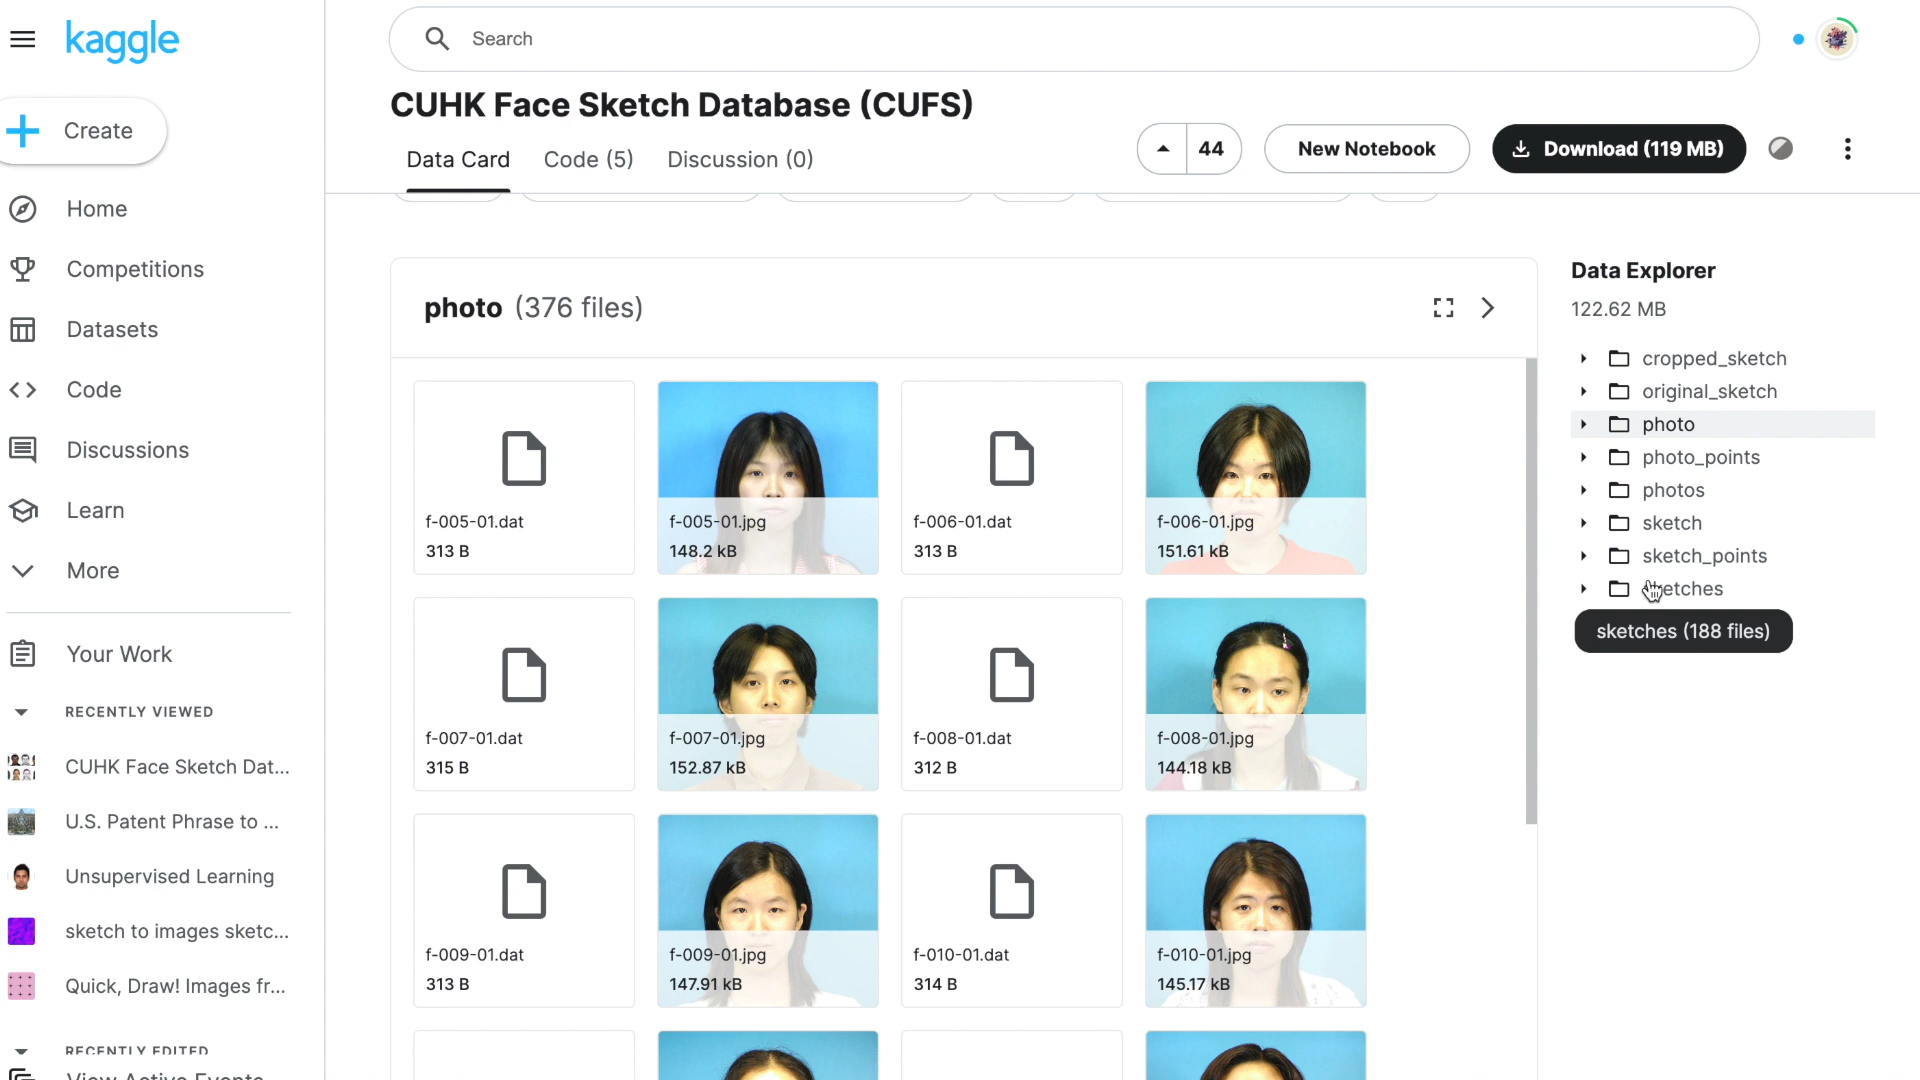 kaggle
Search
Create
CUHK Face Sketch Database (CUFS)
Data Card
Code (5)
Discussion (0)
44
New Notebook
Download (119 MB)
Home
Competitions
Datasets
Code
Discussions
Learn
More
Your Work
RECENTLY VIEWED
CUHK Face Sketch Dat...
U.S. Patent Phrase to ...
Unsupervised Learning
sketch to images sketc...
Quick, Draw! Images fr...
RECENTLY EDITED
View Active Events
photo (376 files)
f-005-01.dat
313 B
f-005-01.jpg
148.2 kB
f-006-01.dat
313 B
f-006-01.jpg
151.61 kB
f-007-01.dat
315 B
f-007-01.jpg
152.87 kB
f-008-01.dat
312 B
f-008-01.jpg
144.18 kB
f-009-01.dat
313 B
f-009-01.jpg
147.91 kB
f-010-01.dat
314 B
f-010-01.jpg
145.17 kB
Data Explorer
122.62 MB
cropped_sketch
original_sketch
photo
photo_points
photos
sketch
sketch_points
sketches
sketches (188 files)